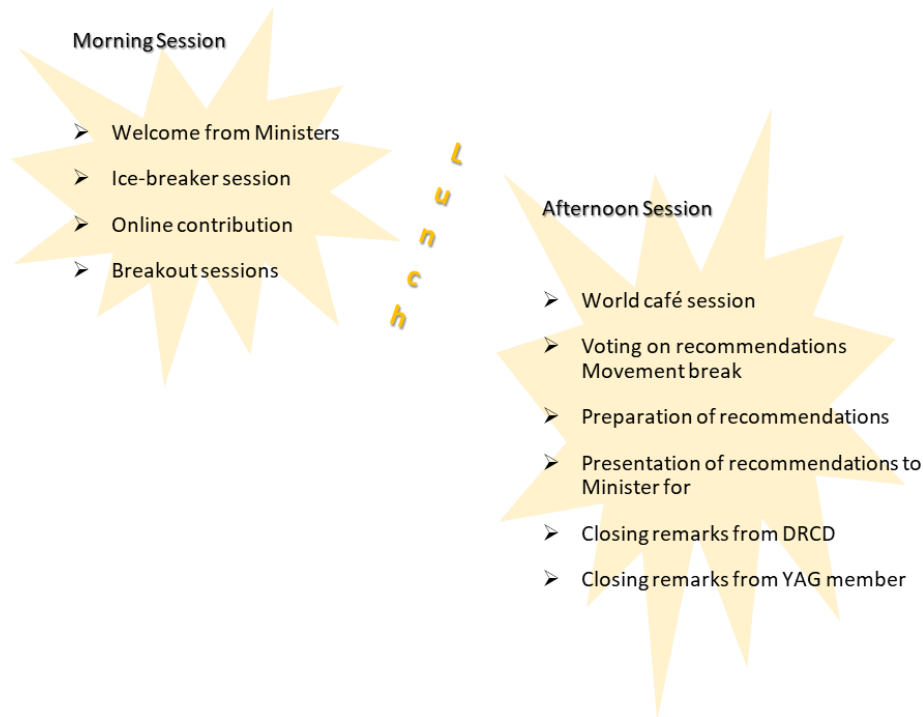 Morning Session
➢ Welcome from Ministers
➢ Ice-breaker session
➢ Online contribution
➢ Breakout sessions
Lunch
Afternoon Session
➢ World café session
➢ Voting on recommendations
Movement break
➢ Preparation of recommendations
➢ Presentation of recommendations to
Minister for
➢ Closing remarks from DRCD
➢ Closing remarks from YAG member